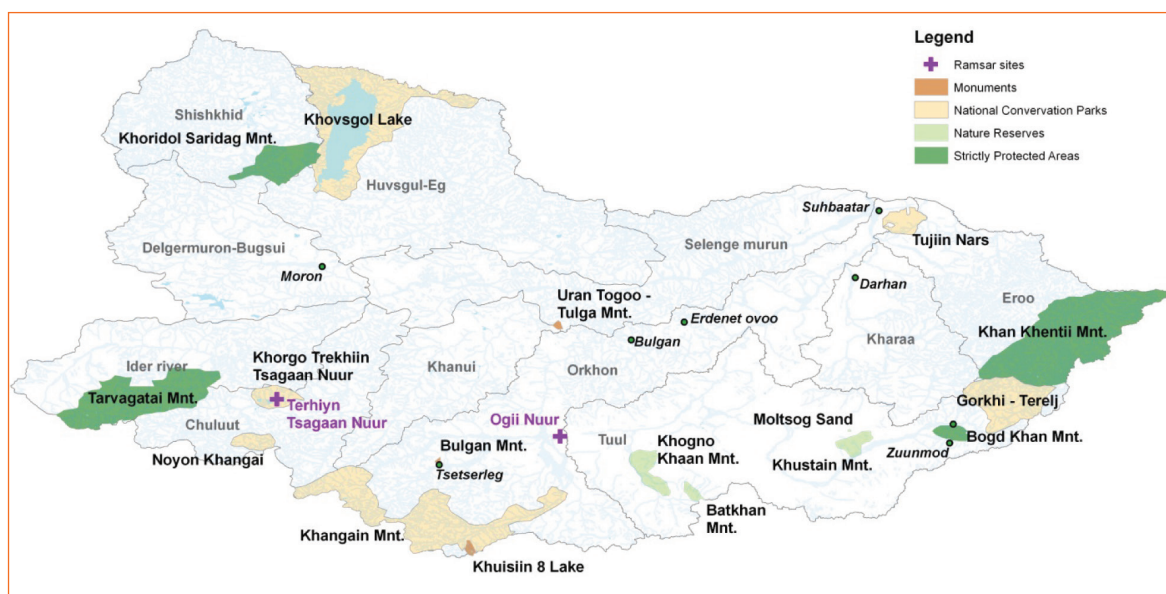 Legend
Ramsar sites
Monuments
National Convervation Parks
Nature Reserves
Strictly Protected Areas
Shishkhid
Khoridol Saridag Mnt.
Khovsgol Lake
Huvsgul-Eg
Delgermuron-Bugsui
Moron
Selenge murun
Suhbaatar
Tujiin Nars
Darhan
Eroo
Khan Khentii Mnt.
Kharaa
Uran Togoo -
Tulga Mnt.
Erdenet ovoo
Bulgan
Orkhon
Khanui
Ider river
Tarvagatai Mnt.
Khorgo Trekhiin
Tsagaan Nuur
Terhiyn
Tsagaan Nuur
Chuluut
Noyon Khangai
Ogii Nuur
Bulgan Mnt.
Tsetserleg
Tuul
Khogno
Khaan Mnt.
Moltsog Sand
Khustain Mnt.
Gorkhi - Terelj
Bogd Khan Mnt.
Zuunmod
Batkhan
Mnt.
Khangain Mnt.
Khuisiin 8 Lake